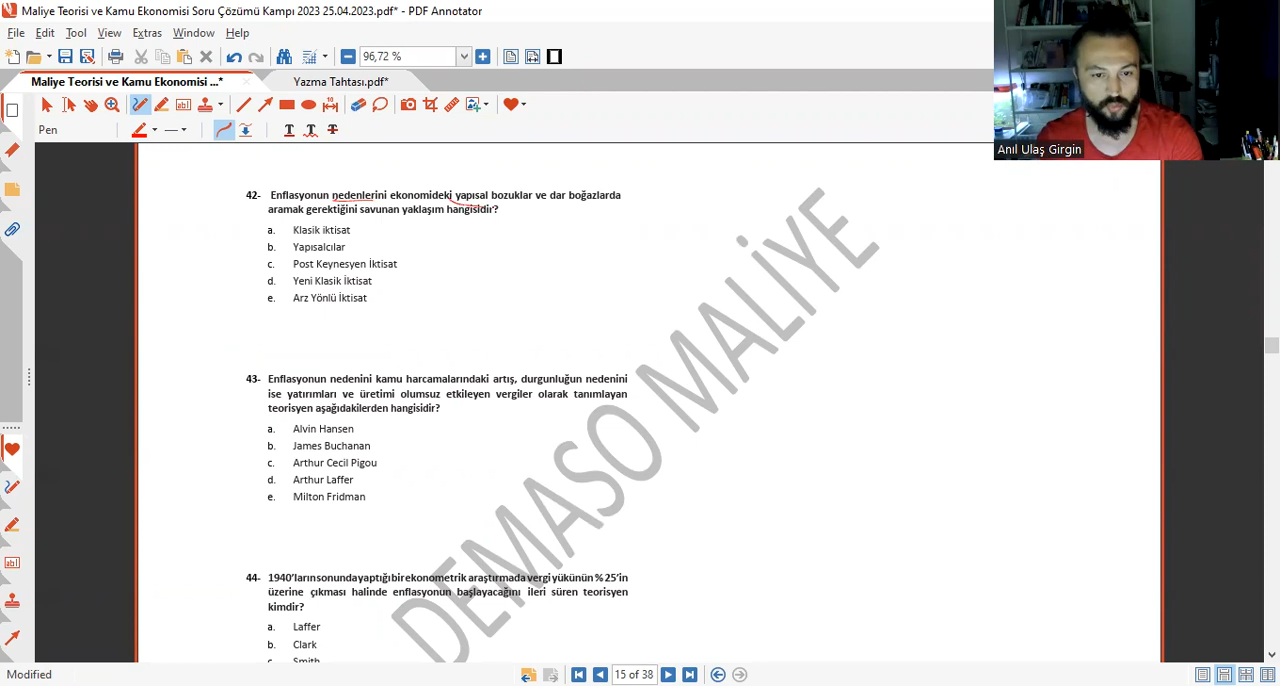 Maliye Teorisi ve Kamu Ekonomisi Soru Çözümü Kampı 2023 25.04.2023.pdf* - PDF Annotator
File Edit Tool View Extras Window Help
96,72 %
Maliye Teorisi ve Kamu Ekonomisi ...*
Yazma Tahtası.pdf*
Pen
Anıl Ulaş Girgin
42- Enflasyonun nedenlerini ekonomideki yapısal bozuklar ve dar boğazlarda
aramak gerektiğini savunan yaklaşım hangisidir?
a. Klasik iktisat
b. Yapısalcılar
c. Post Keynesyen İktisat
d. Yeni Klasik İktisat
e. Arz Yönlü İktisat
43- Enflasyonun nedenini kamu harcamalarındaki artış, durgunluğun nedenini
ise yatırımları ve üretimi olumsuz etkileyen vergiler olarak tanımlayan
teorisyen aşağıdakilerden hangisidir?
a. Alvin Hansen
b. James Buchanan
c. Arthur Cecil Pigou
d. Arthur Laffer
e. Milton Fridman
44- 1940'ların sonunda yaptığı bir ekonometrik araştırmada vergi yükünün % 25'in
üzerine çıkması halinde enflasyonun başlayacağını ileri süren teorisyen
kimdir?
a. Laffer
b. Clark
c. Smith
DEMASO MALİYE
Modified
15 of 38